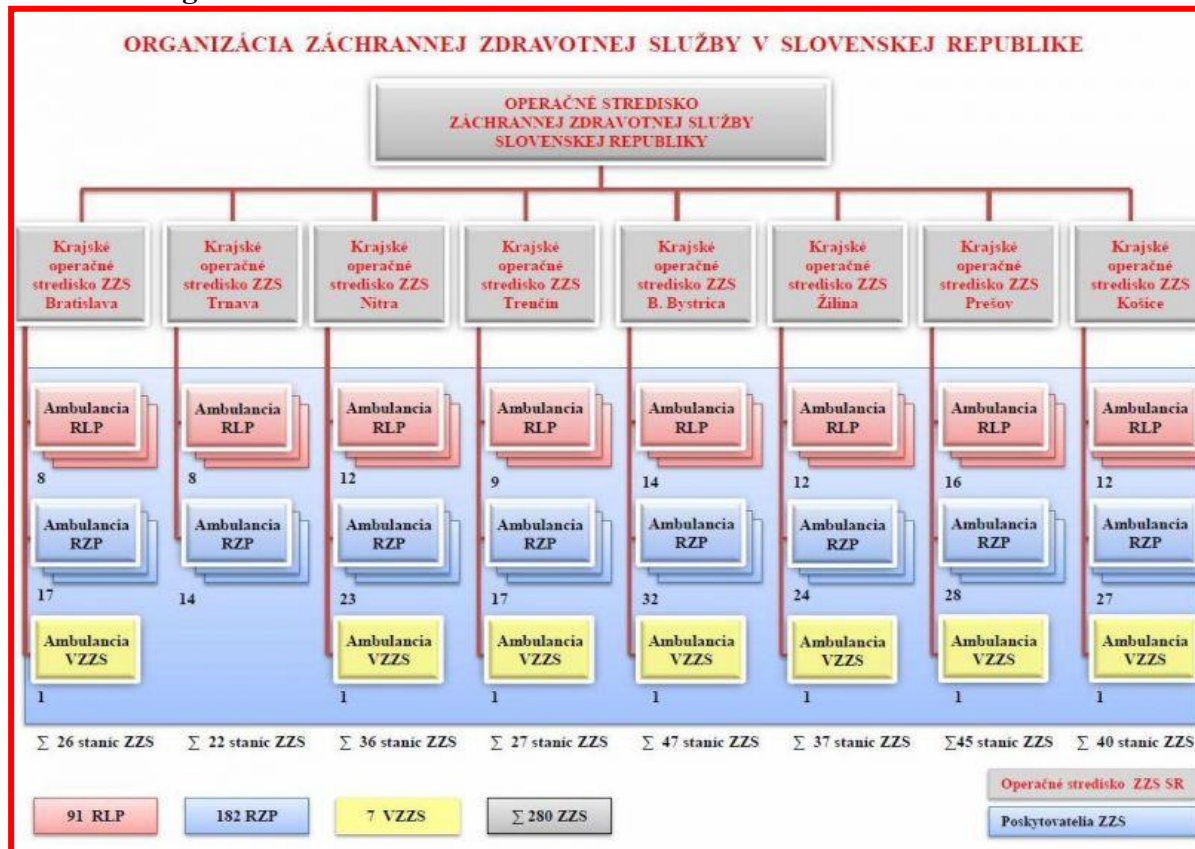 ORGANIZÁCIA ZÁCHRANNEJ ZDRAVOTNEJ SLUŽBY V SLOVENSKEJ REPUBLIKE
OPERAČNÉ STREDISKO
ZÁCHRANNEJ ZDRAVOTNEJ SLUŽBY
SLOVENSKEJ REPUBLIKY
Krajské
operačné
stredisko ZZS
Bratislava
Krajské
operačné
stredisko ZZS
Trnava
Krajské
operačné
stredisko ZZS
Nitra
Krajské
operačné
stredisko ZZS
Trenčín
Krajské
operačné
stredisko ZZS
B. Bystrica
Krajské
operačné
stredisko ZZS
Žilina
Krajské
operačné
stredisko ZZS
Prešov
Krajské
operačné
stredisko ZZS
Košice
Ambulancia
RLP
8
Ambulancia
RLP
8
Ambulancia
RLP
12
Ambulancia
RLP
9
Ambulancia
RLP
14
Ambulancia
RLP
12
Ambulancia
RLP
16
Ambulancia
RLP
12
Ambulancia
RZP
17
Ambulancia
RZP
14
Ambulancia
RZP
23
Ambulancia
RZP
17
Ambulancia
RZP
32
Ambulancia
RZP
24
Ambulancia
RZP
28
Ambulancia
RZP
27
Ambulancia
VZZS
1
Ambulancia
VZZS
1
Ambulancia
VZZS
1
Ambulancia
VZZS
1
Ambulancia
VZZS
1
Ambulancia
VZZS
1
Ambulancia
VZZS
1
∑ 26 staníc ZZS
∑ 22 staníc ZZS
∑ 36 staníc ZZS
∑ 27 staníc ZZS
∑ 47 staníc ZZS
∑ 37 staníc ZZS
∑45 staníc ZZS
∑ 40 staníc ZZS
91 RLP
182 RZP
7 VZZS
∑ 280 ZZS
Operačné stredisko ZZS SR
Poskytovatelia ZZS